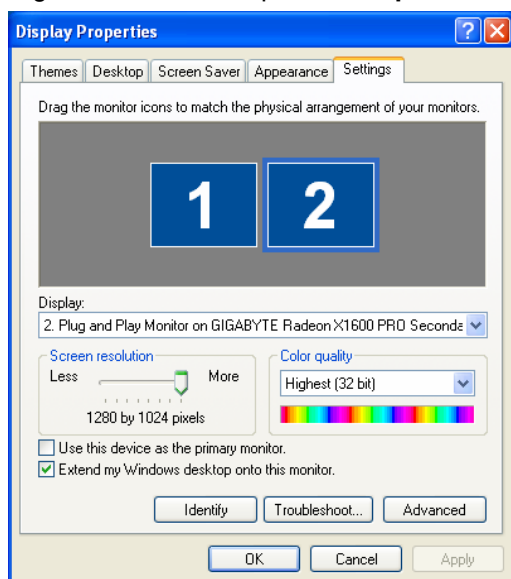 Display Properties
Themes Desktop Screen Saver Appearance Settings
Drag the monitor icons to match the physical arrangement of your monitors.
1 2
Display:
2. Plug and Play Monitor on GIGABYTE Radeon X1600 PRO Seconda
Screen resolution Color quality
Less More Highest (32 bit)
1280 by 1024 pixels
Use this device as the primary monitor.
Extend my Windows desktop onto this monitor.
Identify Troubleshoot... Advanced
OK Cancel Apply